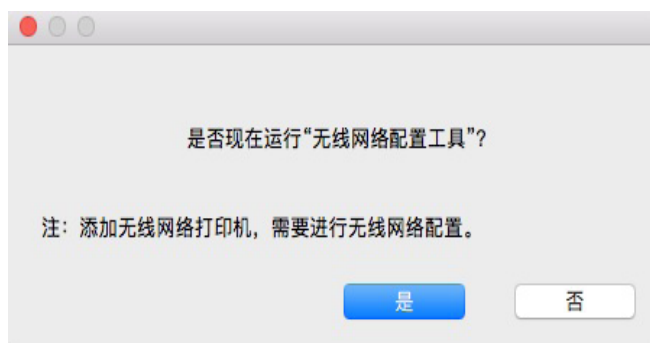 是否现在运行“无线网络配置工具”?
注：添加无线网络打印机，需要进行无线网络配置。
是
否